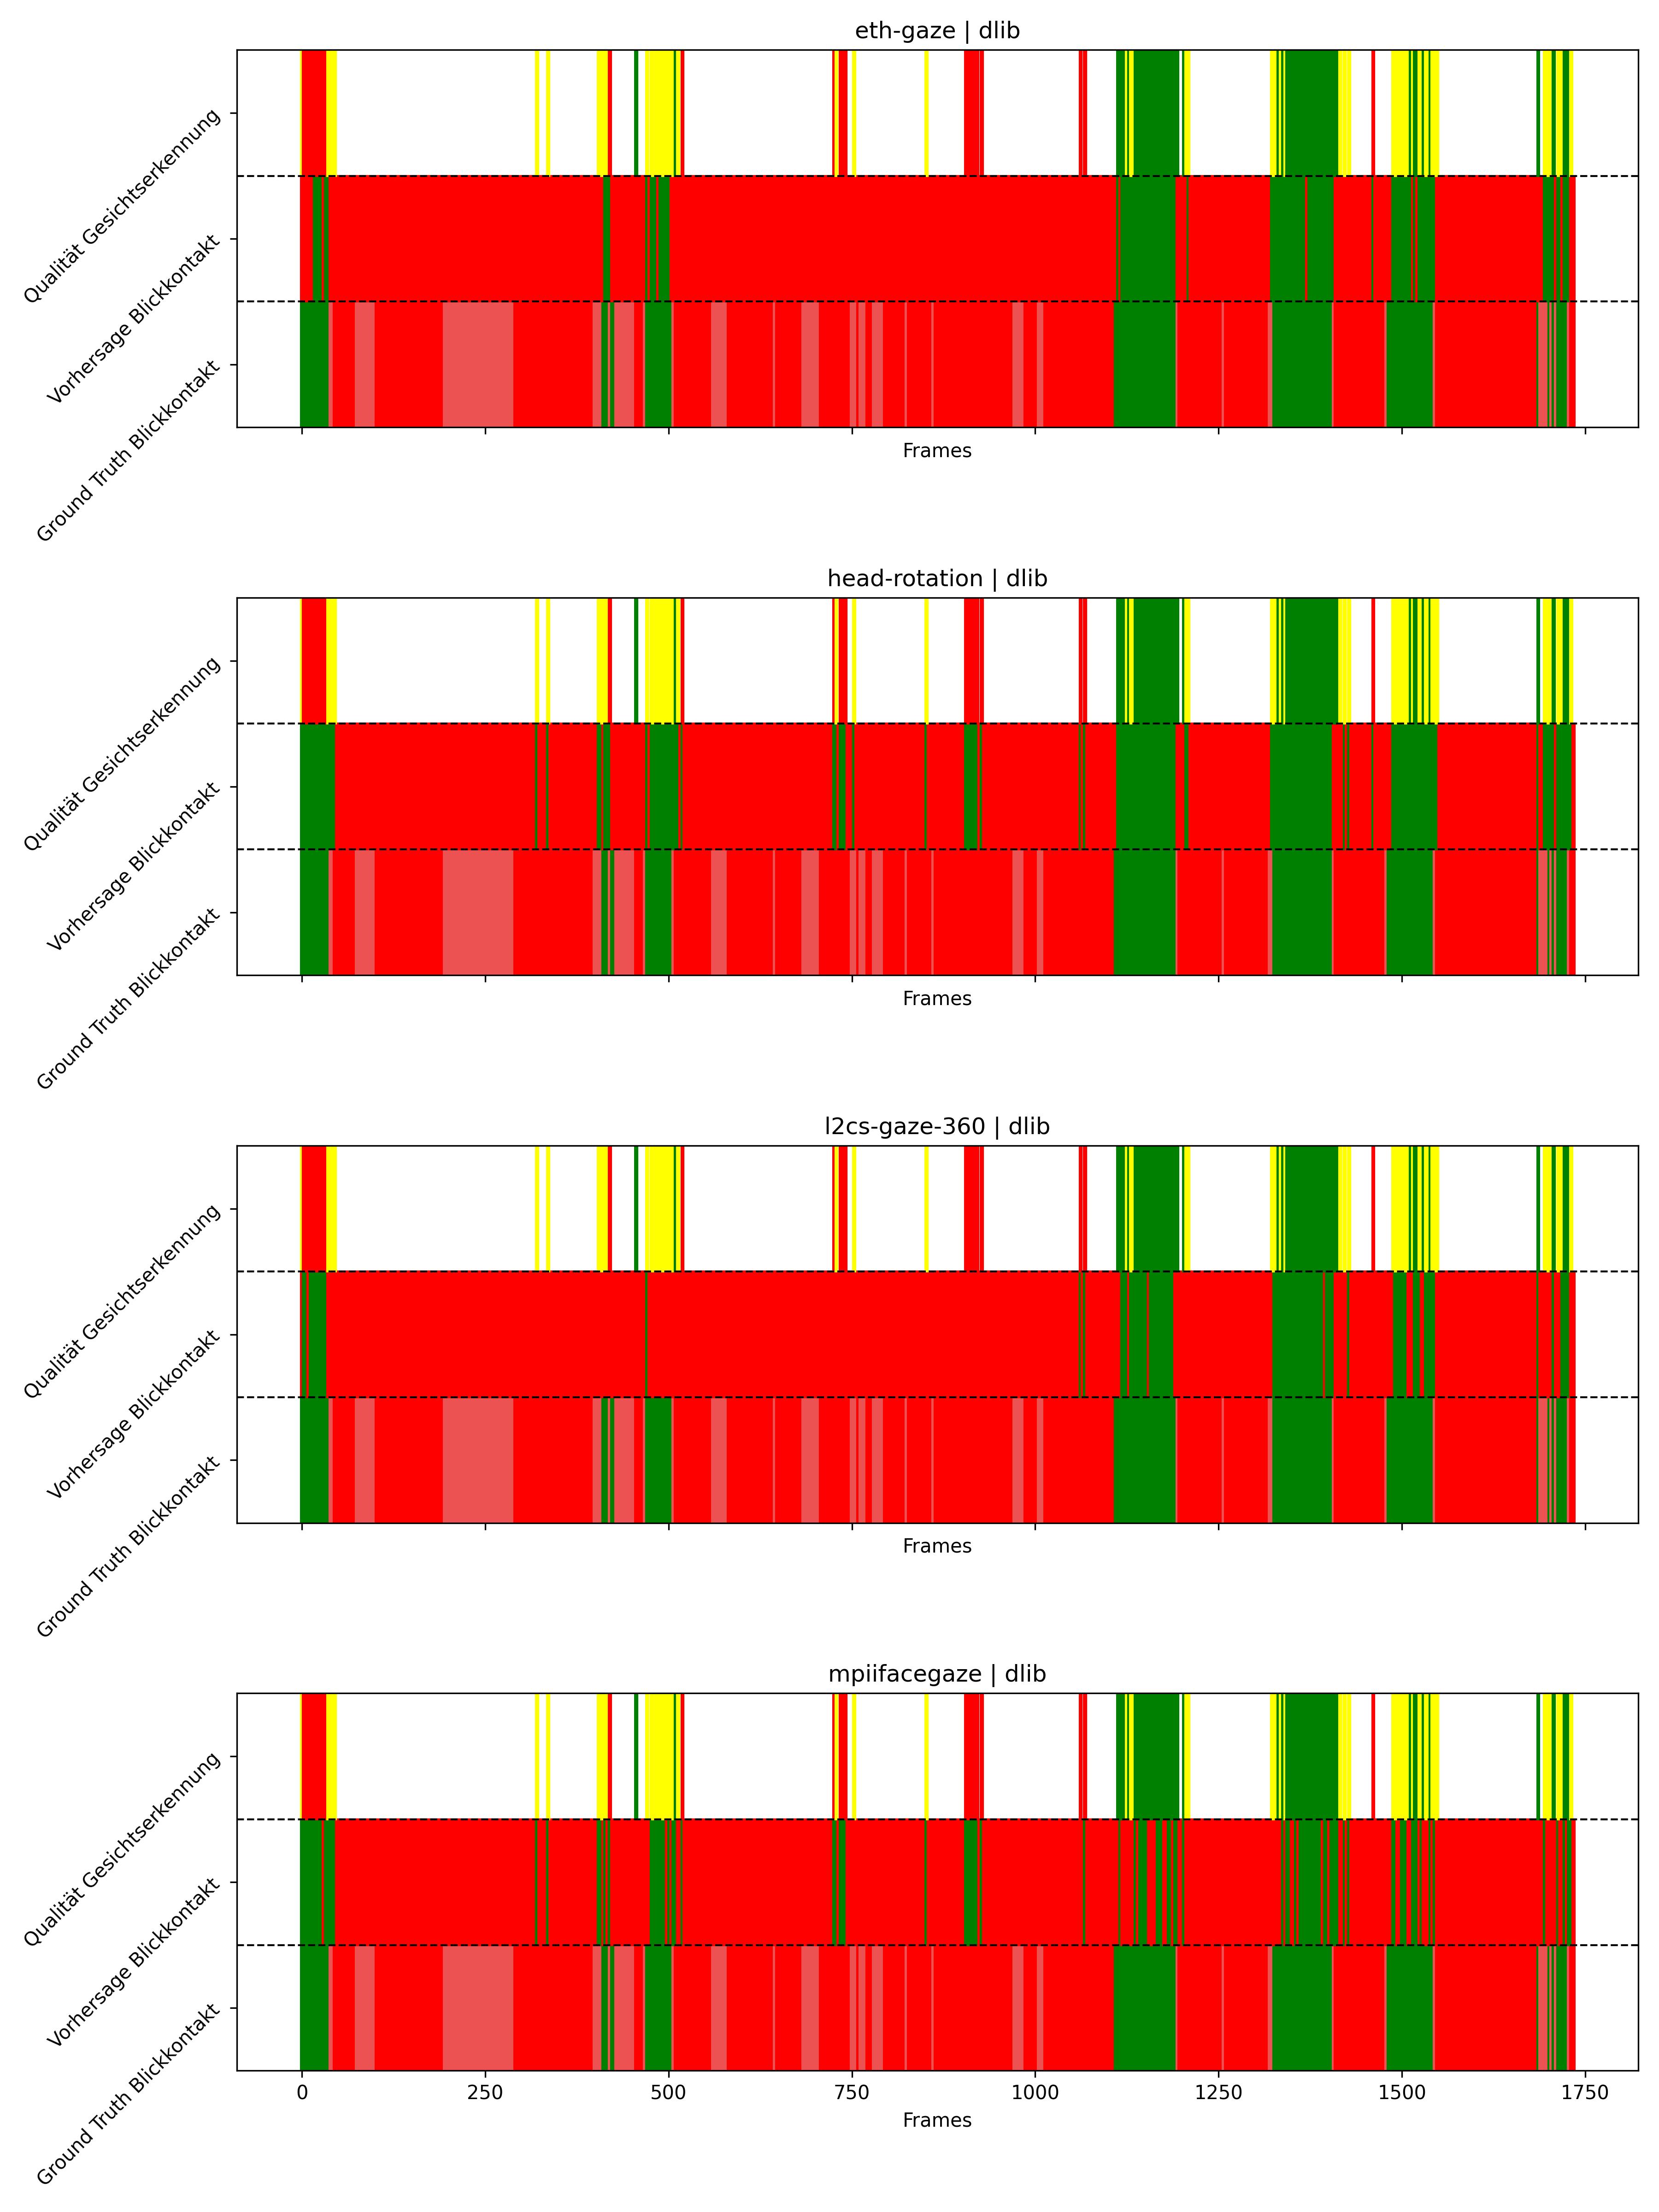 eth-gaze | dlib
Qualität Gesichtserkennung
Vorhersage Blickkontakt
Ground Truth Blickkontakt
Frames
head-rotation | dlib
Qualität Gesichtserkennung
Vorhersage Blickkontakt
Ground Truth Blickkontakt
Frames
l2cs-gaze-360 | dlib
Qualität Gesichtserkennung
Vorhersage Blickkontakt
Ground Truth Blickkontakt
Frames
mpiifacegaze | dlib
Qualität Gesichtserkennung
Vorhersage Blickkontakt
Ground Truth Blickkontakt
0 250 500 750 1000 1250 1500 1750
Frames